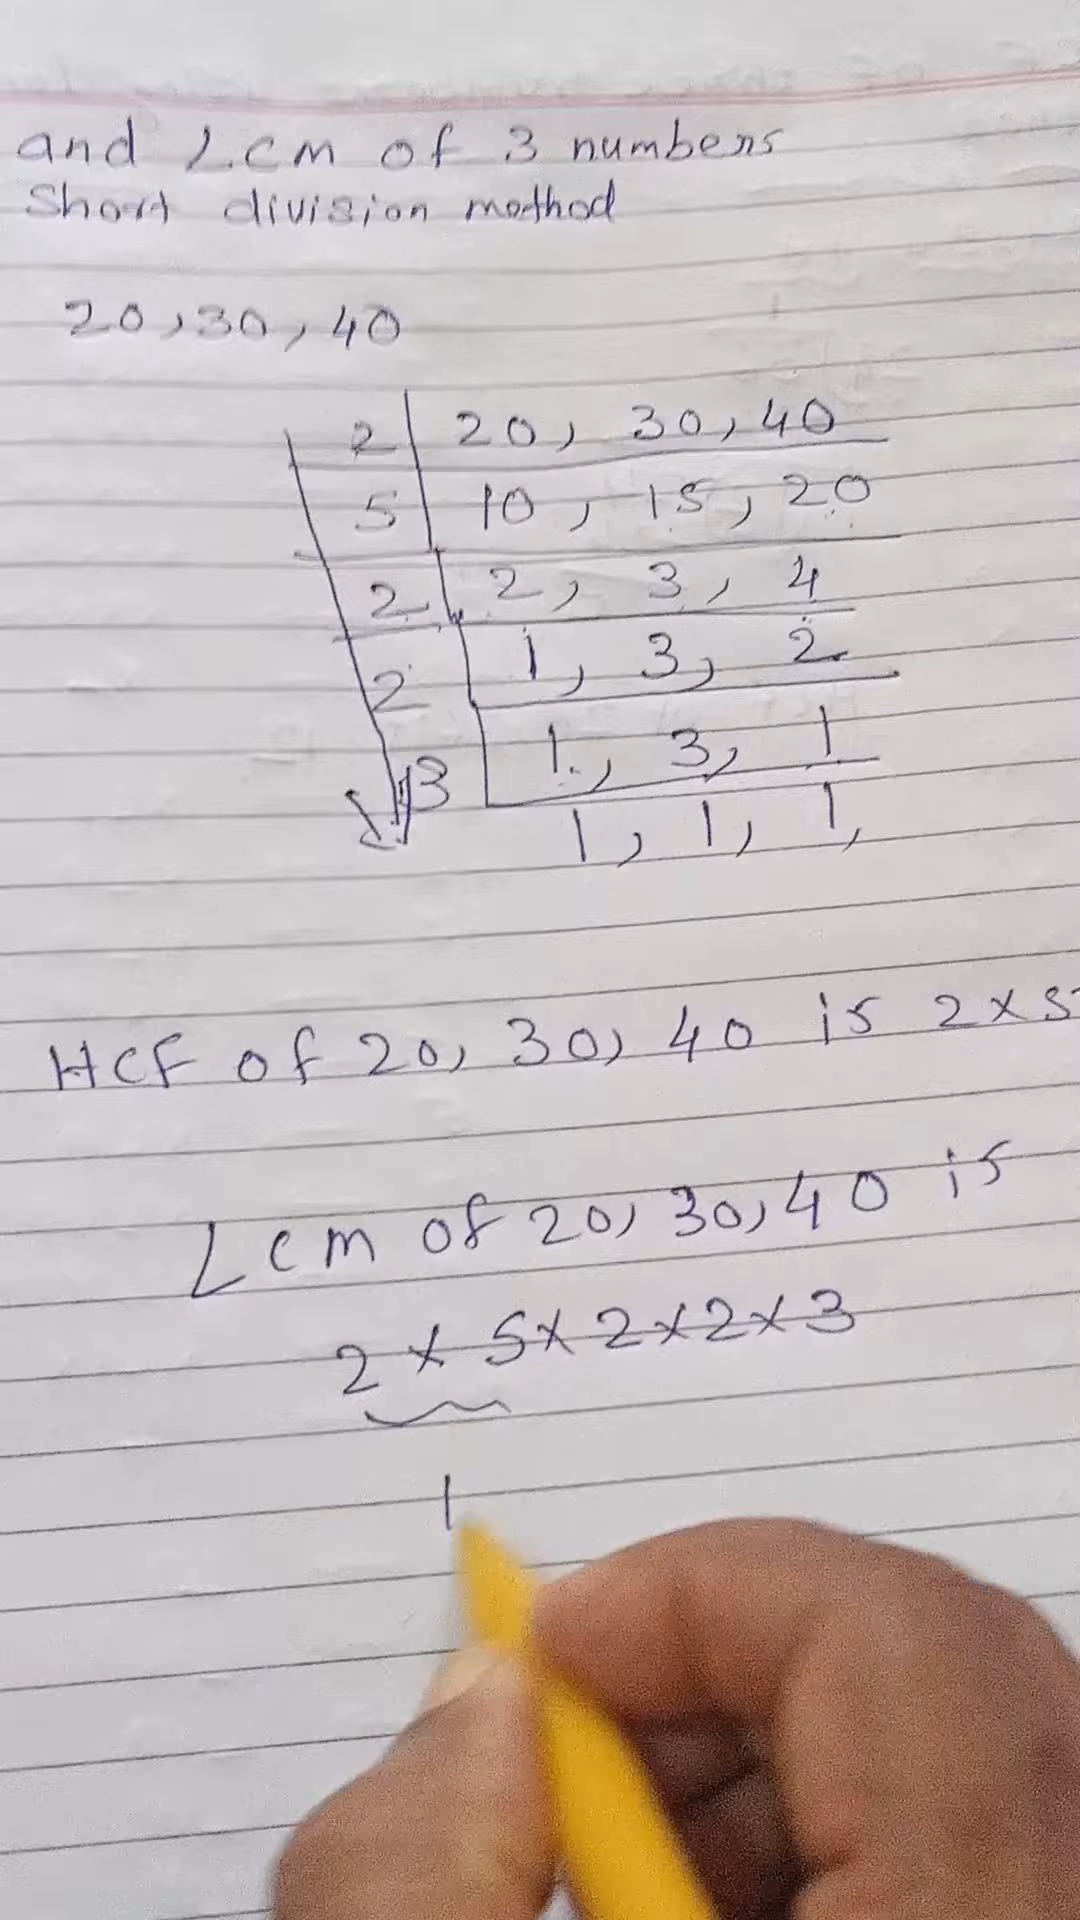 and L.cm of 3 numbers
Short division method
20,30,40
2 20, 30, 40
5 10, 15, 20
2 2, 3, 4
2 1, 3, 2
3 1, 3, 1
1, 1, 1,
HCF of 20, 30, 40 is 2 x 5
Lcm of 20, 30, 40 is
2 x 5 x 2 x 2 x 3
1